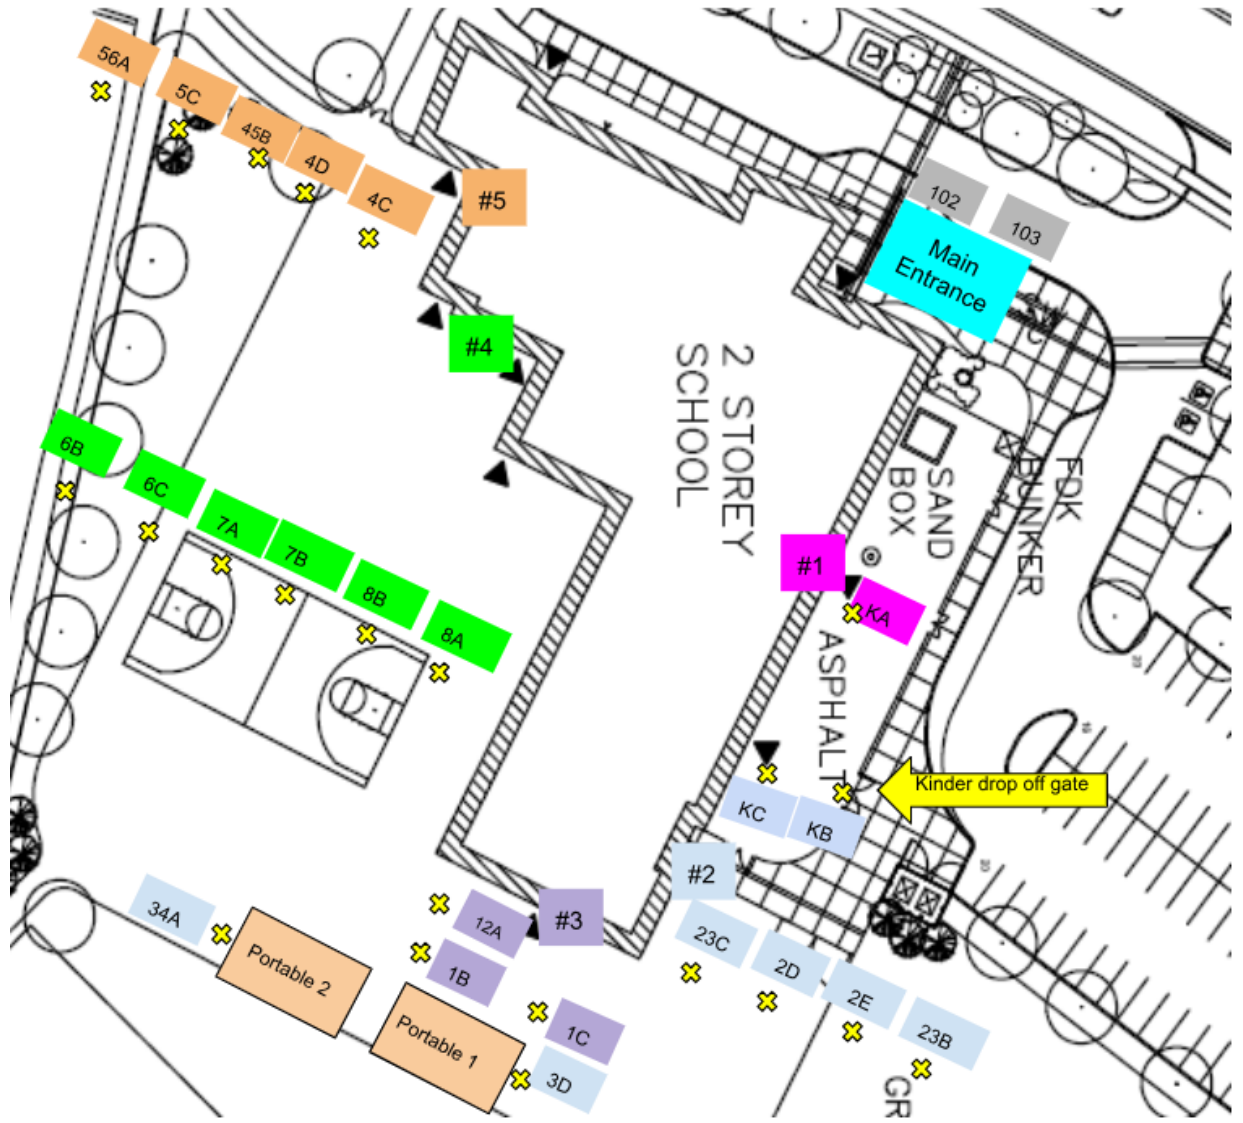 56A
5C
45B
4D
4C
#5
102
103
Main
Entrance
#4
2 STOREY
SCHOOL
6B
6C
7A
7B
8B
8A
SAND
BOX
FDK
BUNKER
#1
KA
ASPHALT
Kinder drop off gate
KC
KB
#2
34A
12A
#3
1B
Portable 2
Portable 1
1C
3D
23C
2D
2E
23B
GR